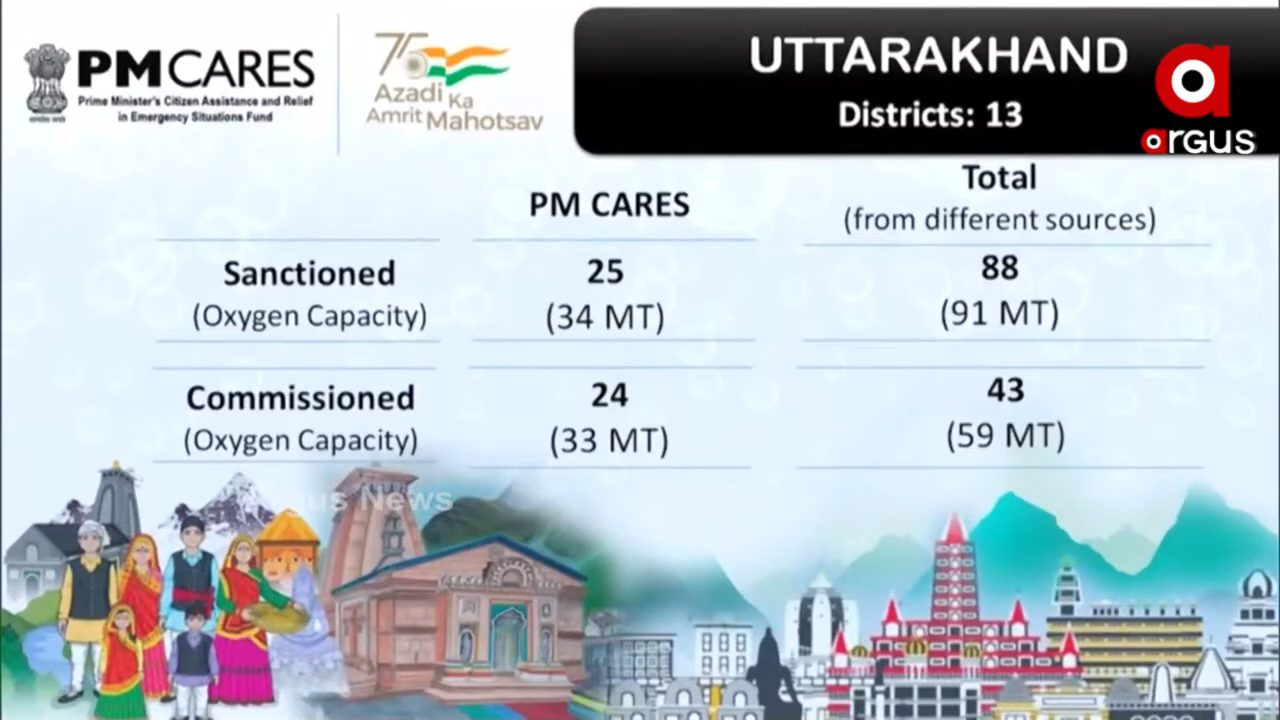 PM CARES
Prime Minister's Citizen Assistance and Relief
in Emergency Situations Fund
75
Azadi Ka
Amrit Mahotsav
UTTARAKHAND
Districts: 13
argus
PM CARES
Total
(from different sources)
Sanctioned
(Oxygen Capacity)
25
(34 MT)
88
(91 MT)
Commissioned
(Oxygen Capacity)
24
(33 MT)
43
(59 MT)
News